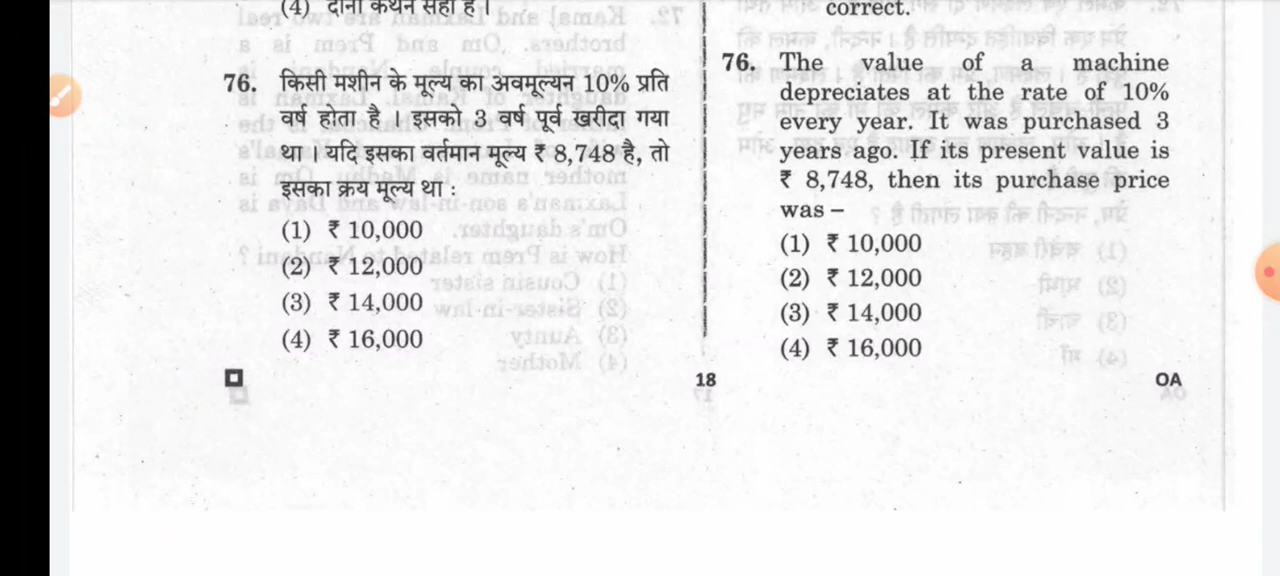 (4) दोनों कथन सही हैं ।
76. किसी मशीन के मूल्य का अवमूल्यन 10% प्रति
वर्ष होता है । इसको 3 वर्ष पूर्व खरीदा गया
था । यदि इसका वर्तमान मूल्य ₹ 8,748 है, तो
इसका क्रय मूल्य था :
(1) ₹ 10,000
(2) ₹ 12,000
(3) ₹ 14,000
(4) ₹ 16,000
correct.
76. The value of a machine
depreciates at the rate of 10%
every year. It was purchased 3
years ago. If its present value is
₹ 8,748, then its purchase price
was –
(1) ₹ 10,000
(2) ₹ 12,000
(3) ₹ 14,000
(4) ₹ 16,000
18
OA